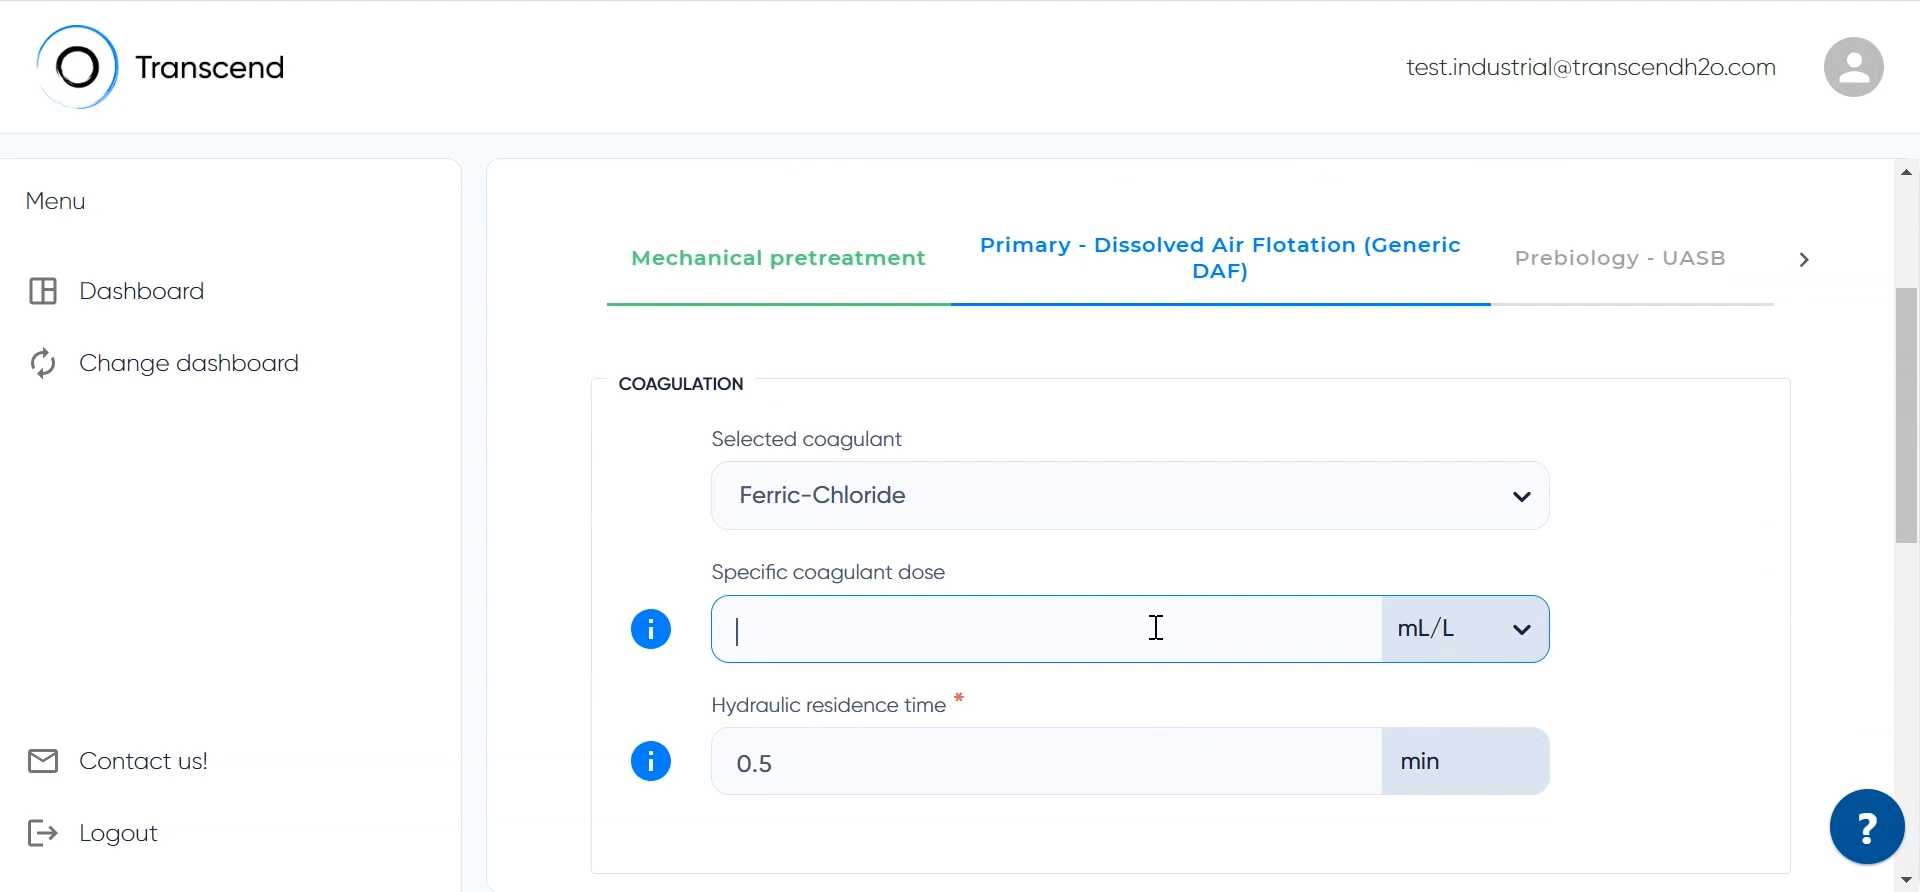 Transcend
test.industrial@transcendh2o.com
Menu
Dashboard
Change dashboard
Contact us!
Logout
Mechanical pretreatment
Primary - Dissolved Air Flotation (Generic
DAF)
Prebiology - UASB
COAGULATION
Selected coagulant
Ferric-Chloride
Specific coagulant dose
mL/L
Hydraulic residence time *
0.5 min
?